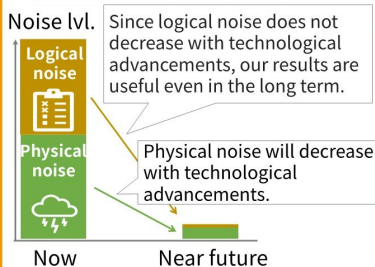 Noise lvl.
Since logical noise does not
decrease with technological
advancements, our results are
useful even in the long term.
Logical
noise
Physical
noise
Physical noise will decrease
with technological
advancements.
Now
Near future